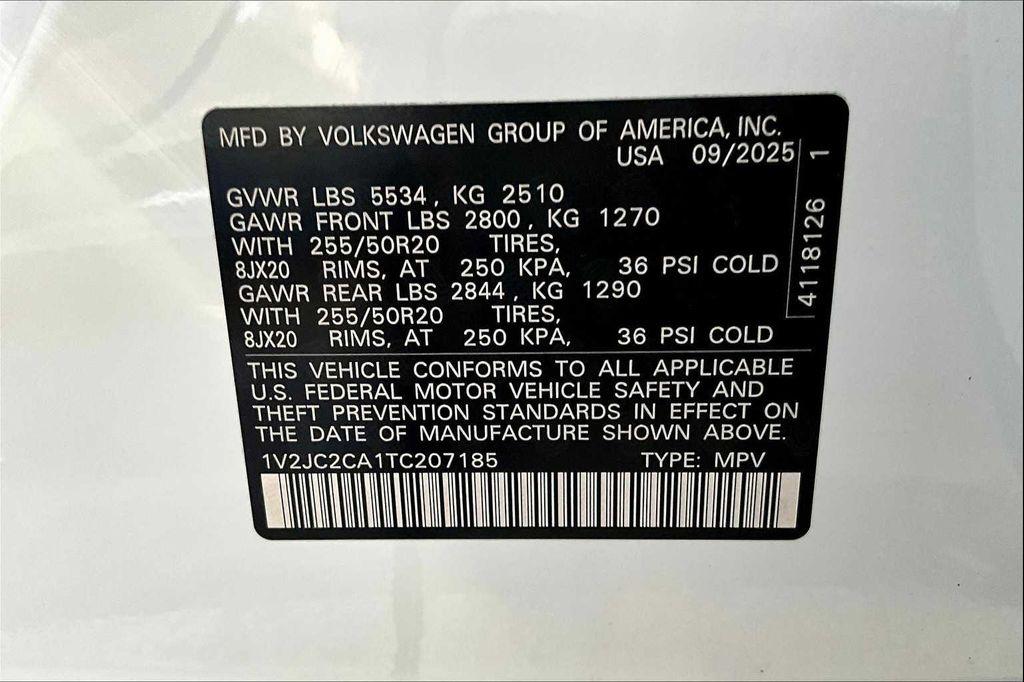 MFD BY VOLKSWAGEN GROUP OF AMERICA, INC.
USA 09/2025
GVWR LBS 5534, KG 2510
GAWR FRONT LBS 2800, KG 1270
WITH 255/50R20 TIRES,
8JX20 RIMS, AT 250 KPA, 36 PSI COLD
GAWR REAR LBS 2844, KG 1290
WITH 255/50R20 TIRES,
8JX20 RIMS, AT 250 KPA, 36 PSI COLD
4118126 1
THIS VEHICLE CONFORMS TO ALL APPLICABLE
U.S. FEDERAL MOTOR VEHICLE SAFETY AND
THEFT PREVENTION STANDARDS IN EFFECT ON
THE DATE OF MANUFACTURE SHOWN ABOVE.
1V2JC2CA1TC207185 TYPE: MPV